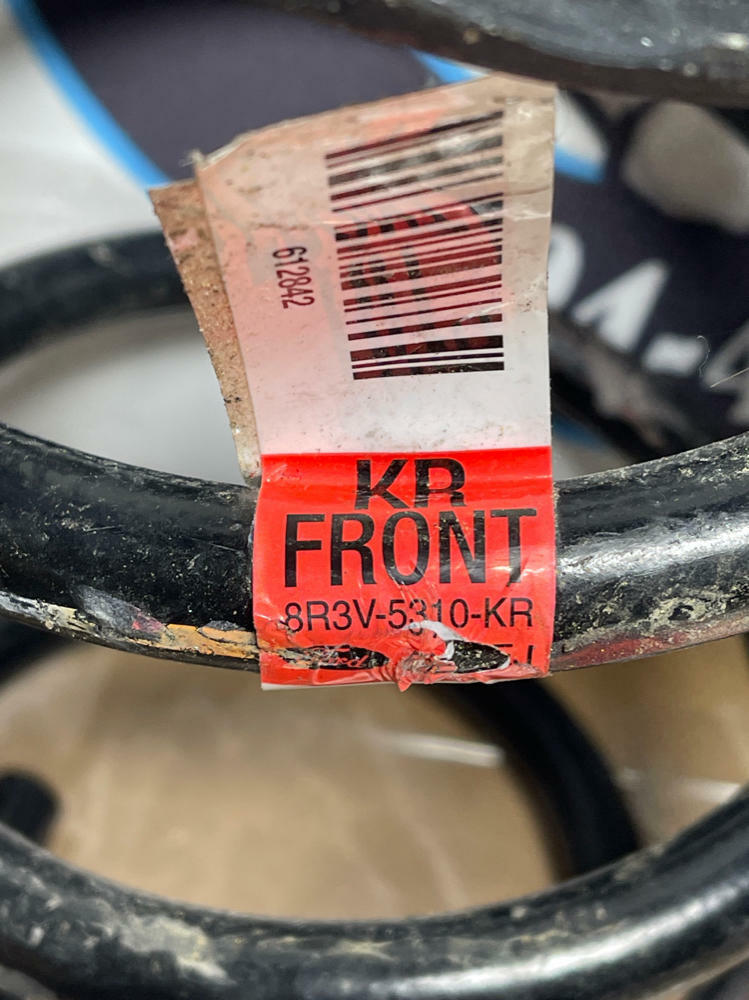 612842
KR
FRONT
8R3V-5310-KR